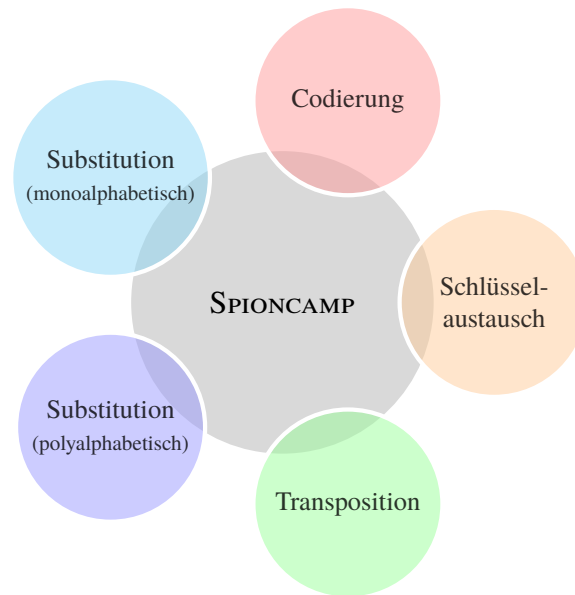 Codierung
Substitution
(monoalphabetisch)
Schlüssel-
austausch
SPIONCAMP
Substitution
(polyalphabetisch)
Transposition